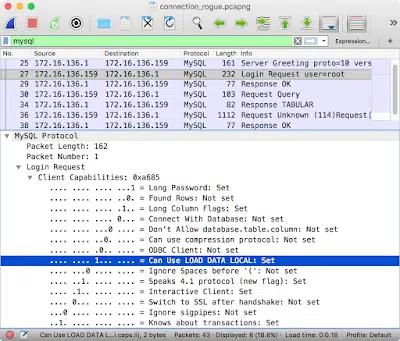 connection_rogue.pcapng
mysql
Expression...
+
No. Source Destination Protocol Length Info
25 172.16.136.1 172.16.136.159 MySQL 161 Server Greeting proto=10 vers
27 172.16.136.159 172.16.136.1 MySQL 232 Login Request user=root
29 172.16.136.1 172.16.136.159 MySQL 77 Response OK
30 172.16.136.159 172.16.136.1 MySQL 103 Request Query
34 172.16.136.1 172.16.136.159 MySQL 82 Response TABULAR
36 172.16.136.159 172.16.136.1 MySQL 1112 Request Unknown (114)Request[
38 172.16.136.1 172.16.136.159 MySQL 77 Response OK
MySQL Protocol
Packet Length: 162
Packet Number: 1
Login Request
Client Capabilities: 0xa685
.... .... .... ...1 = Long Password: Set
.... .... .... ..0. = Found Rows: Not set
.... .... .... .1.. = Long Column Flags: Set
.... .... .... 0... = Connect With Database: Not set
.... .... ...0 .... = Don't Allow database.table.column: Not set
.... .... ..0. .... = Can use compression protocol: Not set
.... .... .0.. .... = ODBC Client: Not set
.... .... 1... .... = Can Use LOAD DATA LOCAL: Set
.... ...0 .... .... = Ignore Spaces before '(': Not set
.... ..1. .... .... = Speaks 4.1 protocol (new flag): Set
.... .1.. .... .... = Interactive Client: Set
.... 0... .... .... = Switch to SSL after handshake: Not set
...0 .... .... .... = Ignore sigpipes: Not set
..1. .... .... .... = Knows about transactions: Set
Can Use LOAD DATA L...l.caps.li), 2 bytes Packets: 43 · Displayed: 8 (18.6%) · Load time: 0:0.18 Profile: Default